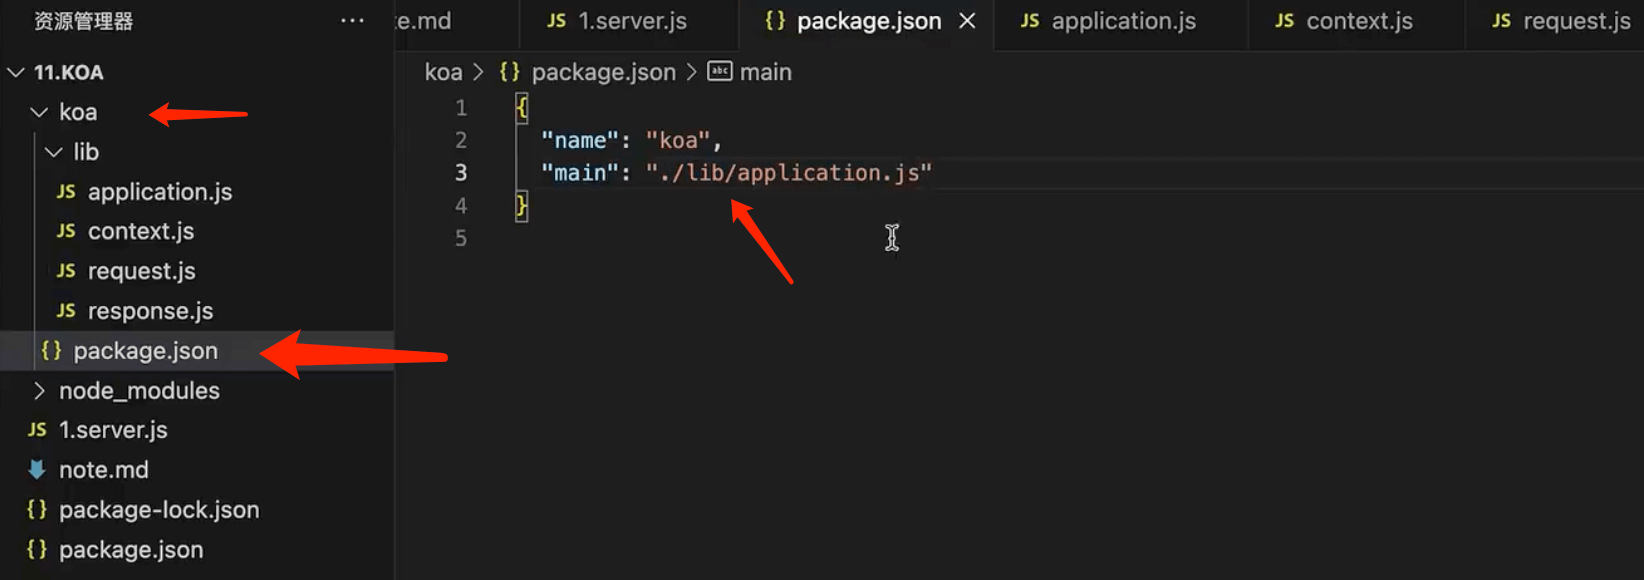 资源管理器 ···
11.KOA
koa
lib
JS application.js
JS context.js
JS request.js
JS response.js
{} package.json
node_modules
JS 1.server.js
note.md
{} package-lock.json
{} package.json
te.md JS 1.server.js {} package.json × JS application.js JS context.js JS request.js
koa > {} package.json > abc main
1 {
2 "name": "koa",
3 "main": "./lib/application.js"
4 }
5